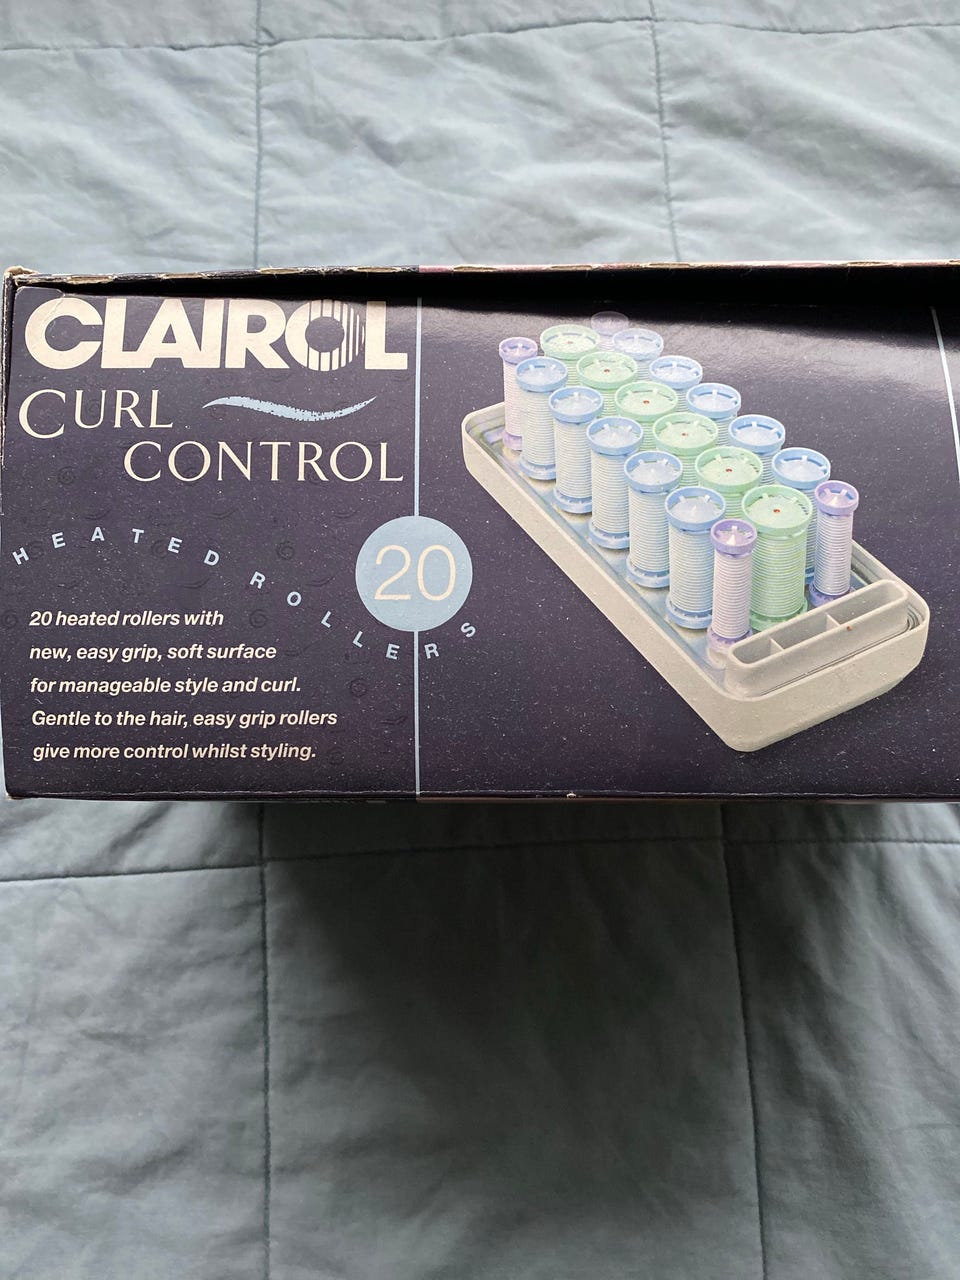 CLAIROL
CURL
CONTROL
HEATED ROLLERS
20
20 heated rollers with
new, easy grip, soft surface
for manageable style and curl.
Gentle to the hair, easy grip rollers
give more control whilst styling.